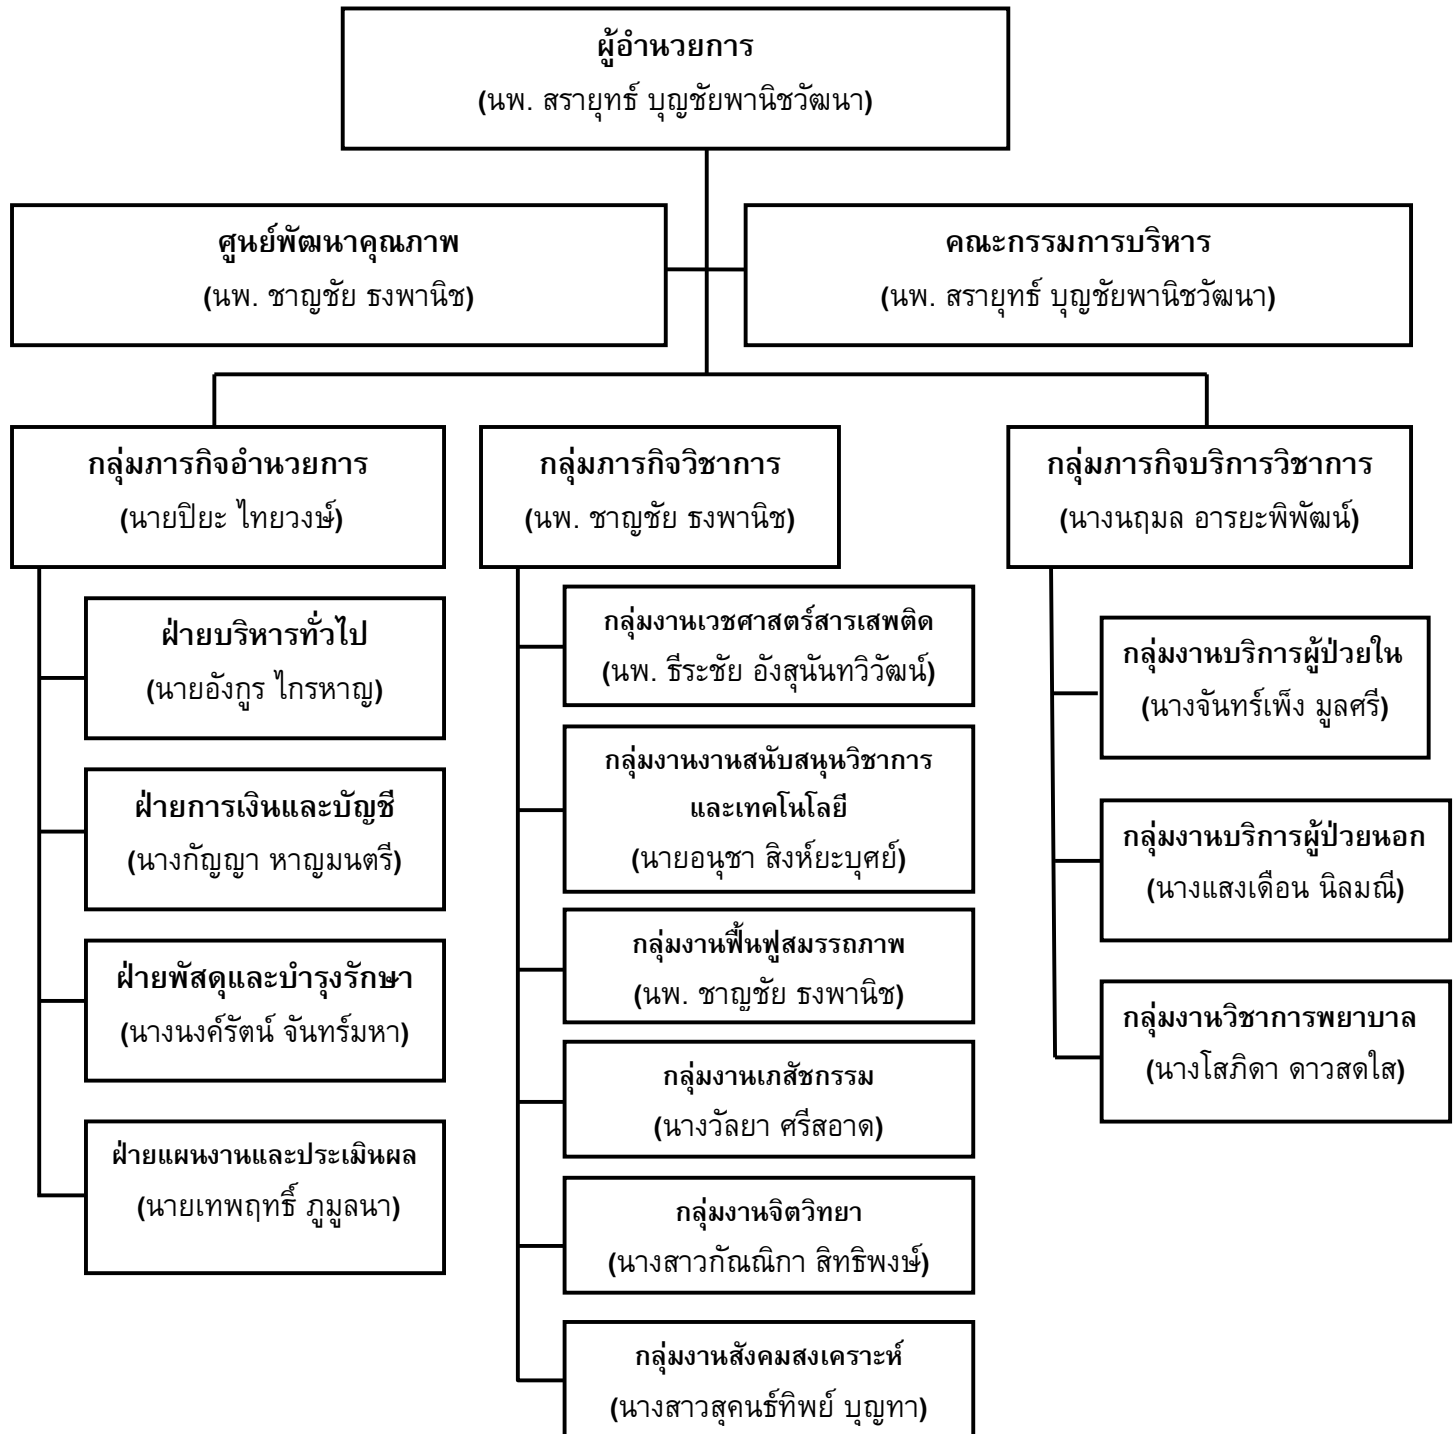 ผู้อำนวยการ
(นพ. สรายุทธ์ บุญชัยพานิชวัฒนา)
ศูนย์พัฒนาคุณภาพ
(นพ. ชาญชัย ธงพานิช)
คณะกรรมการบริหาร
(นพ. สรายุทธ์ บุญชัยพานิชวัฒนา)
กลุ่มภารกิจอำนวยการ
(นายปิยะ ไทยวงษ์)
ฝ่ายบริหารทั่วไป
(นายอังกูร ไกรหาญ)
ฝ่ายการเงินและบัญชี
(นางกัญญา หาญมนตรี)
ฝ่ายพัสดุและบำรุงรักษา
(นางนงค์รัตน์ จันทร์มหา)
ฝ่ายแผนงานและประเมินผล
(นายเทพฤทธิ์ ภูมูลนา)
กลุ่มภารกิจวิชาการ
(นพ. ชาญชัย ธงพานิช)
กลุ่มงานเวชศาสตร์สารเสพติด
(นพ. ธีระชัย อังสุนันทวิวัฒน์)
กลุ่มงานงานสนับสนุนวิชาการ
และเทคโนโลยี
(นายอนุชา สิงห์ยะบุศย์)
กลุ่มงานฟื้นฟูสมรรถภาพ
(นพ. ชาญชัย ธงพานิช)
กลุ่มงานเภสัชกรรม
(นางวัลยา ศรีสอาด)
กลุ่มงานจิตวิทยา
(นางสาวกัณณิกา สิทธิพงษ์)
กลุ่มงานสังคมสงเคราะห์
(นางสาวสุคนธ์ทิพย์ บุญทา)
กลุ่มภารกิจบริการวิชาการ
(นางนฤมล อารยะพิพัฒน์)
กลุ่มงานบริการผู้ป่วยใน
(นางจันทร์เพ็ง มูลศรี)
กลุ่มงานบริการผู้ป่วยนอก
(นางแสงเดือน นิลมณี)
กลุ่มงานวิชาการพยาบาล
(นางโสภิดา ดาวสดใส)